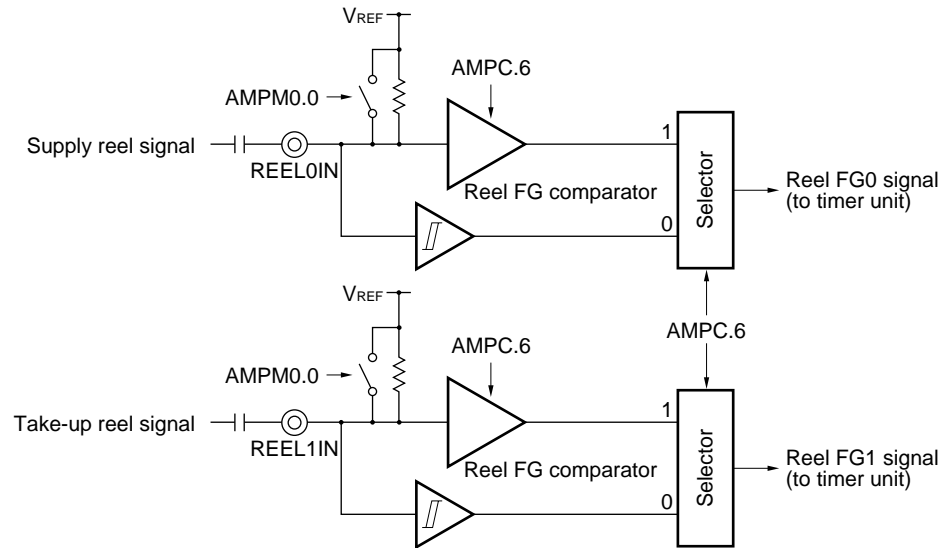 VREF
AMPC.6
AMPM0.0
1
Supply reel signal
REEL0IN
Reel FG comparator
Selector
Reel FG0 signal
(to timer unit)
0
VREF
AMPC.6
AMPC.6
AMPM0.0
1
Take-up reel signal
REEL1IN
Reel FG comparator
Selector
Reel FG1 signal
(to timer unit)
0